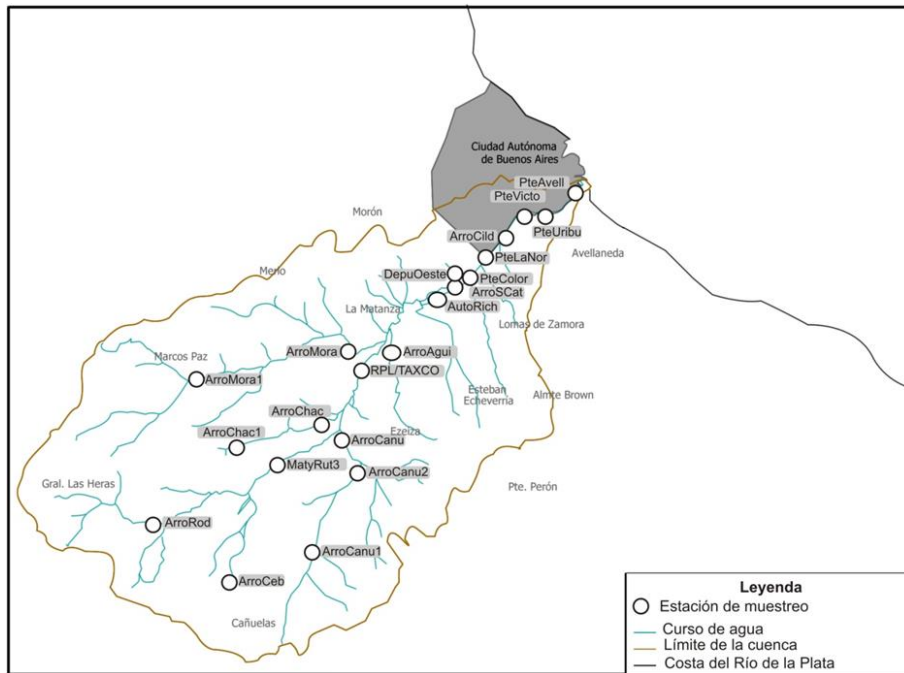 Ciudad Autónoma
de Buenos Aires
PteAvell
PteVicto
PteUribu
Morón
ArroCild
Avellaneda
PteLaNor
Merlo
DepuOeste
PteColor
ArroSCat
La Matanza
AutoRich
Lomas de Zamora
ArroMora
ArroAgui
Marcos Paz
RPL/TAXCO
ArroMora1
Esteban
Echeverria
Almte Brown
ArroChac
Ezeiza
ArroChac1
ArroCanu
MatyRut3
ArroCanu2
Gral. Las Heras
Pte. Perón
ArroRod
ArroCanu1
ArroCeb
Cañuelas
Leyenda
Estación de muestreo
Curso de agua
Límite de la cuenca
Costa del Río de la Plata